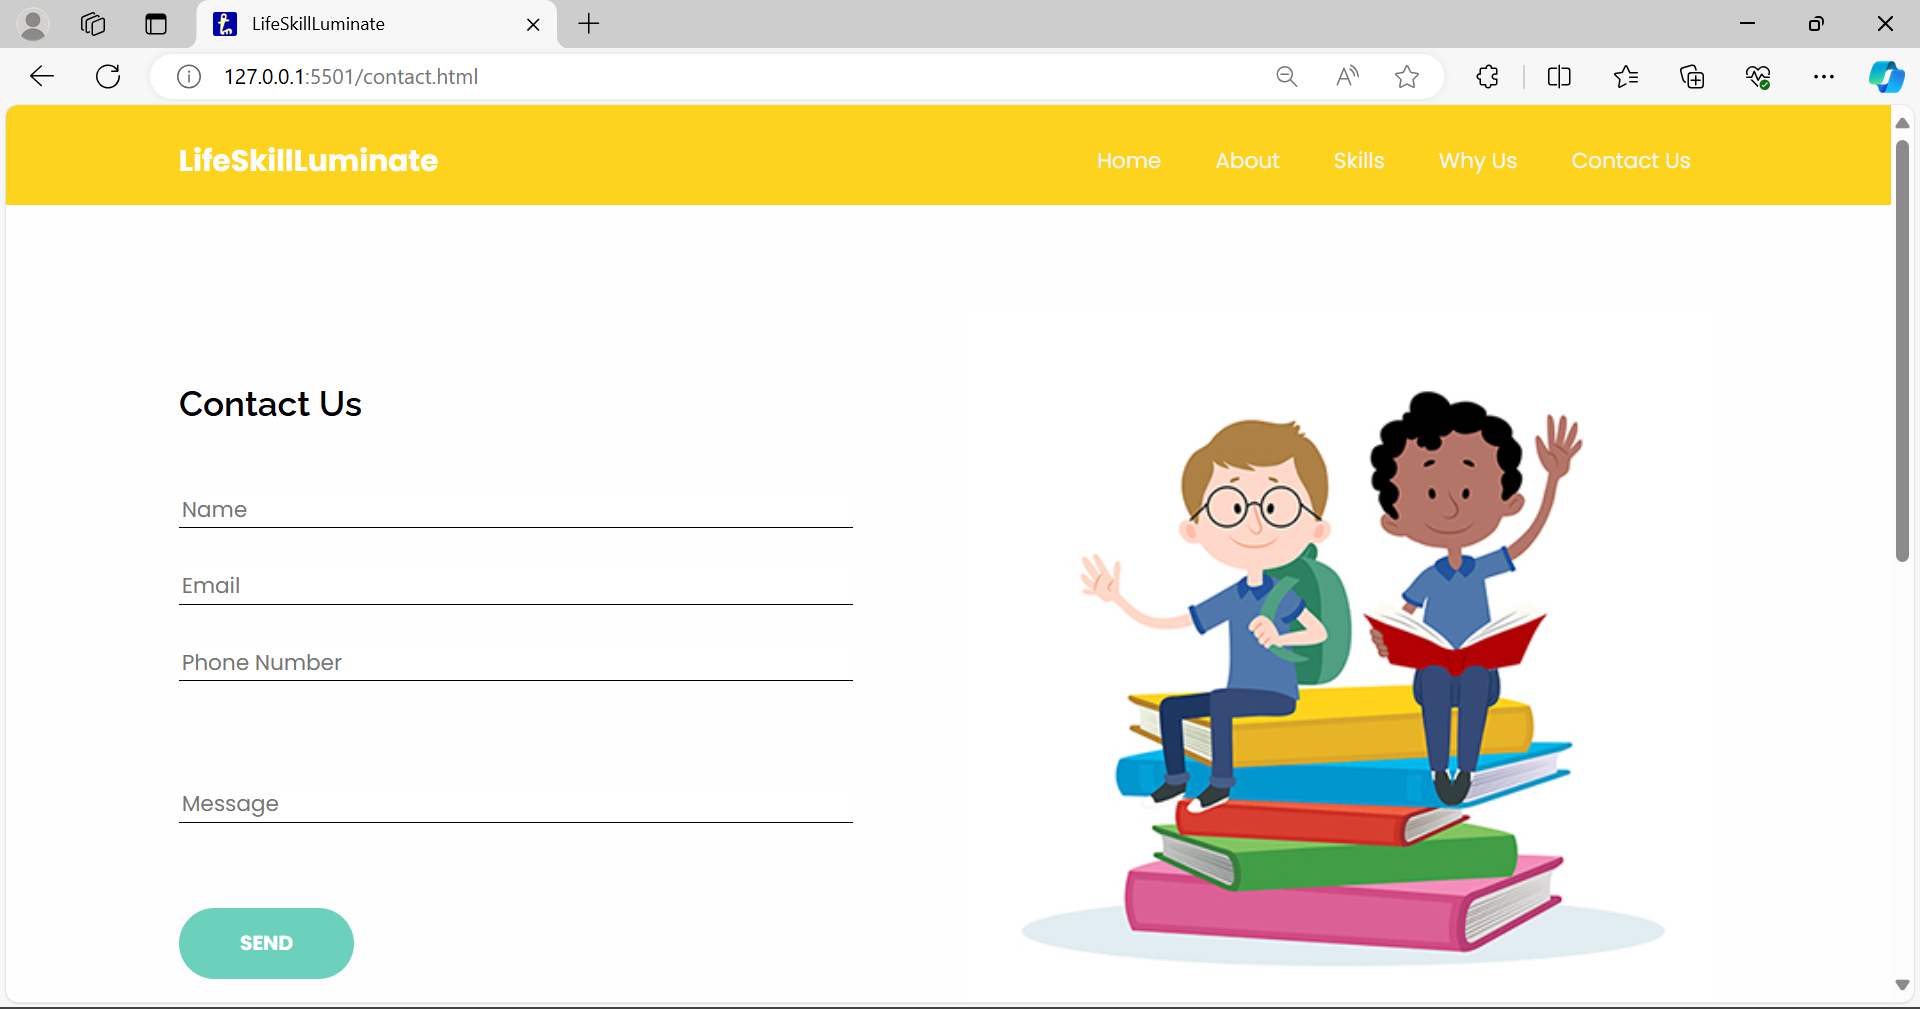 LifeSkillLuminate
127.0.0.1:5501/contact.html
LifeSkillLuminate Home About Skills Why Us Contact Us
Contact Us
Name
Email
Phone Number
Message
SEND